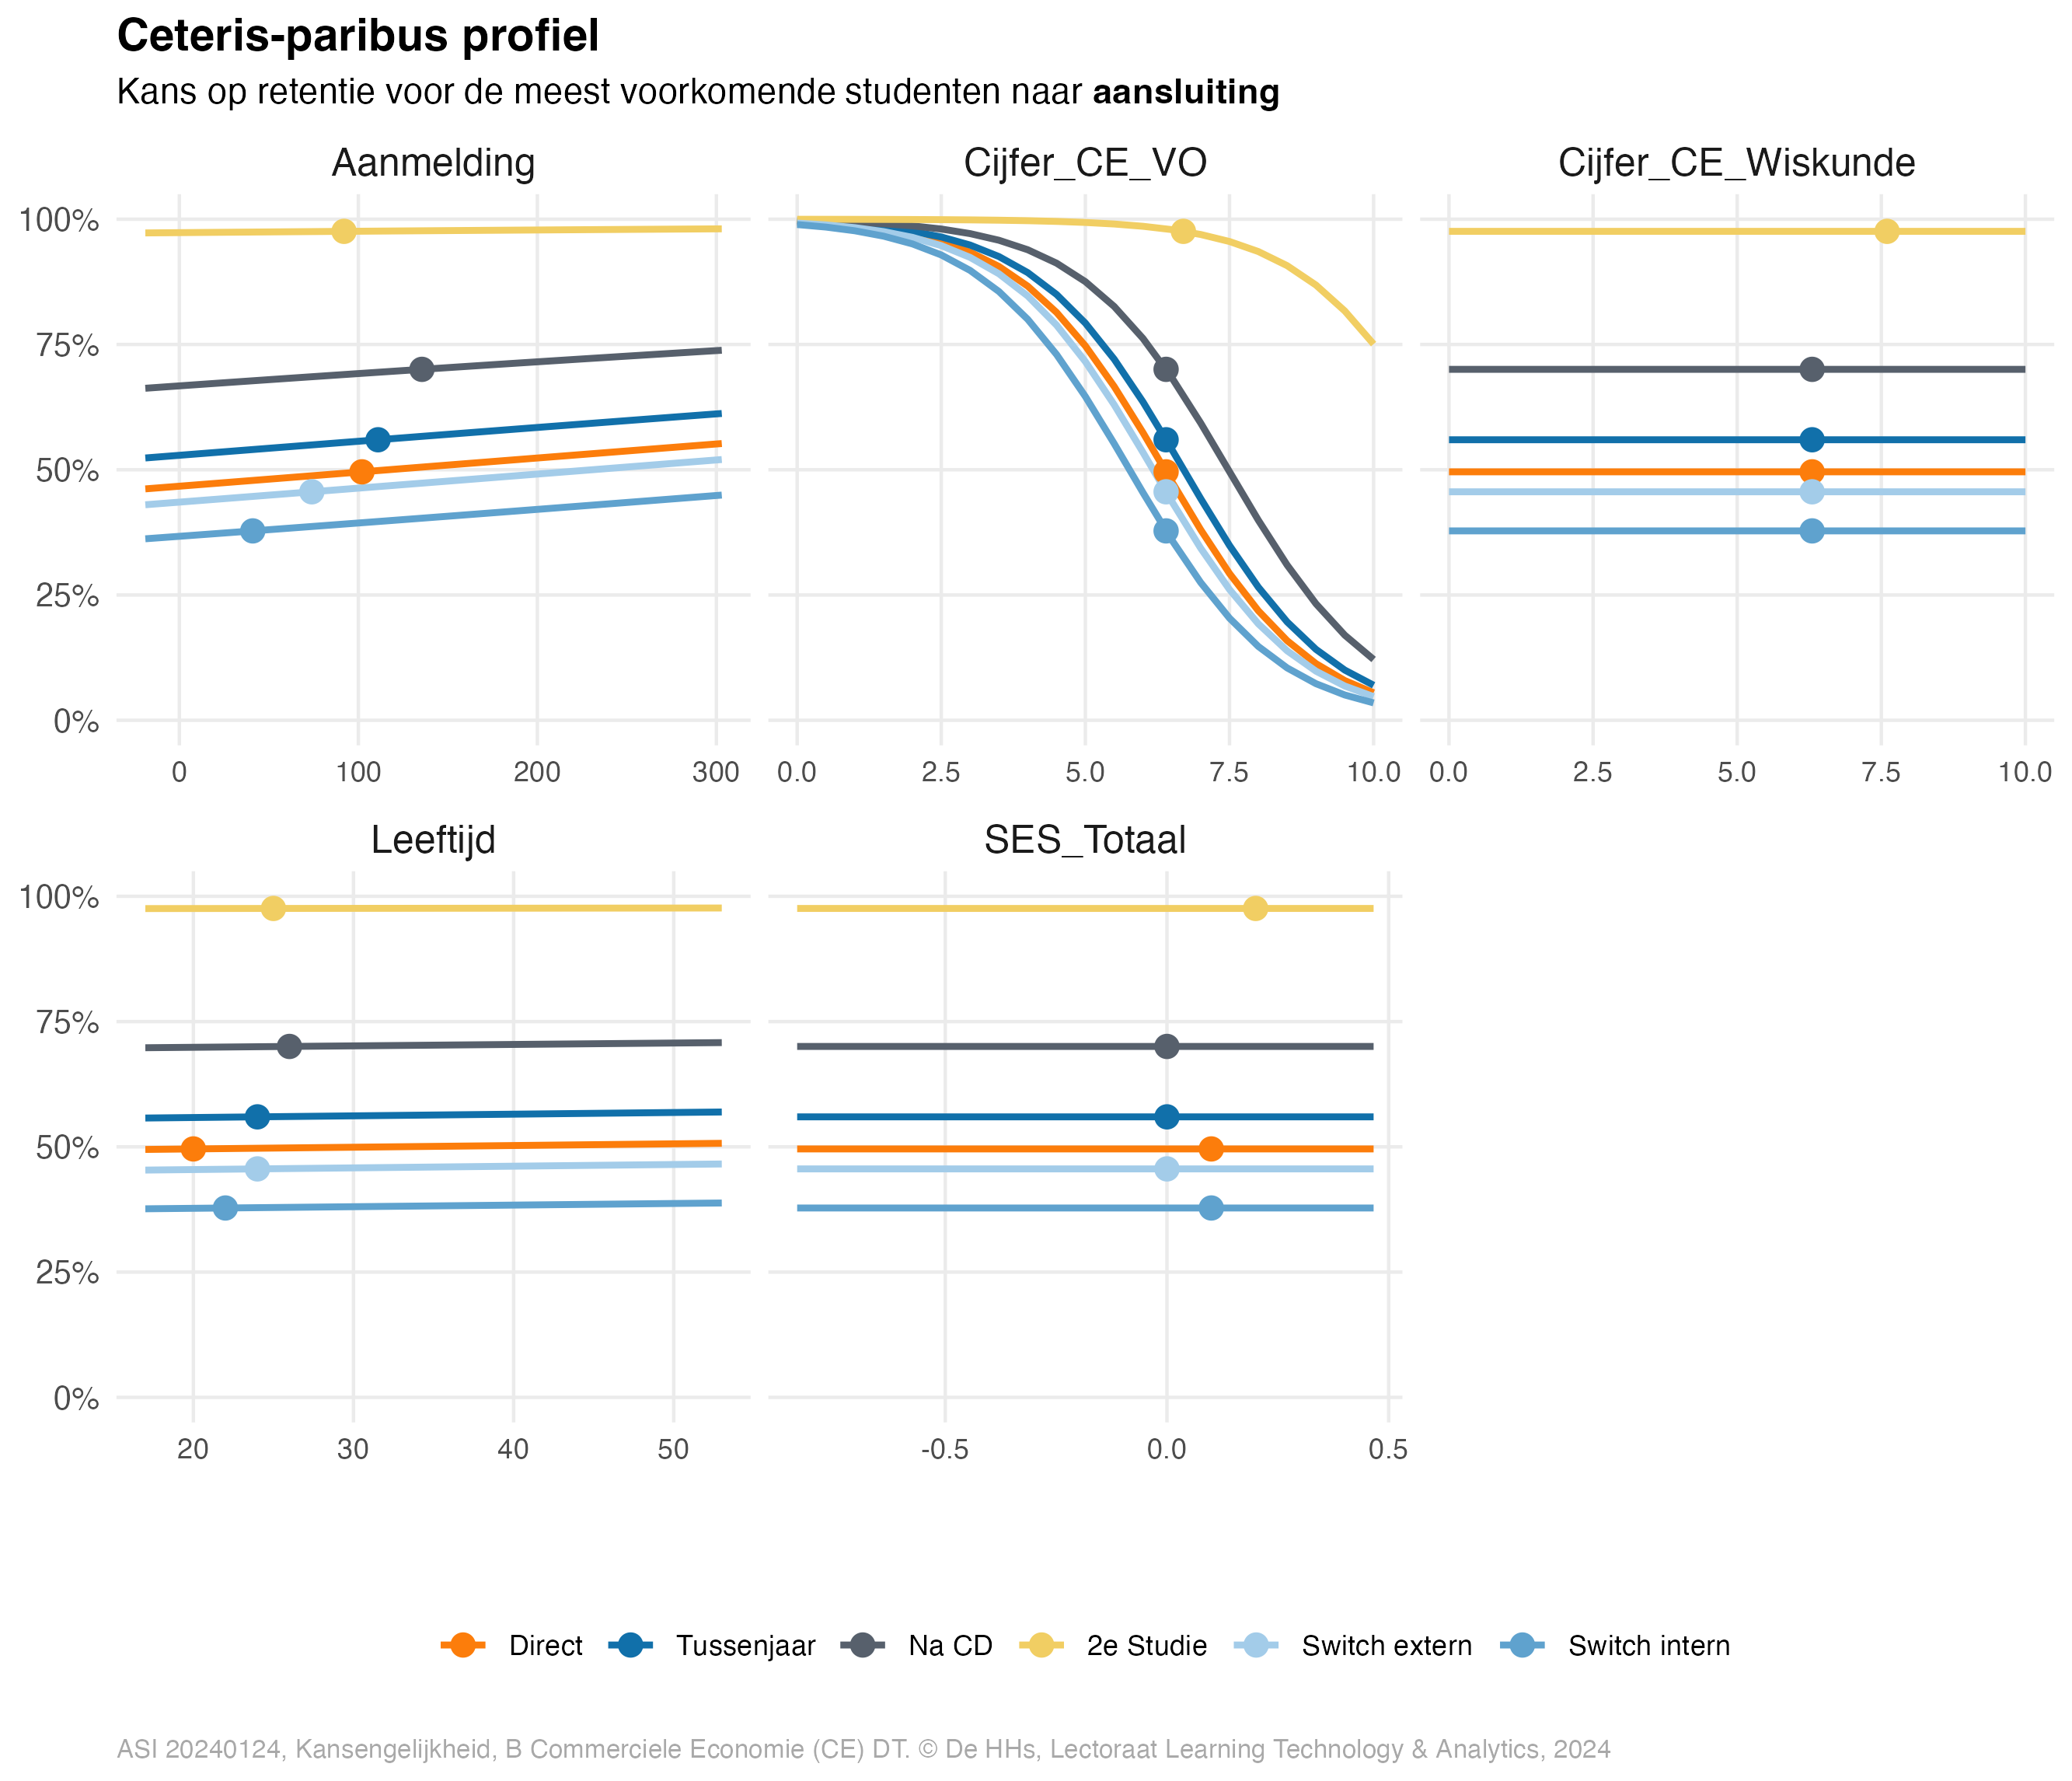 Ceteris-paribus profiel
Kans op retentie voor de meest voorkomende studenten naar aansluiting
Aanmelding
Cijfer_CE_VO
Cijfer_CE_Wiskunde
100%
75%
50%
25%
0%
0 100 200 300
0.0 2.5 5.0 7.5 10.0
0.0 2.5 5.0 7.5 10.0
Leeftijd
SES_Totaal
100%
75%
50%
25%
0%
20 30 40 50
-0.5 0.0 0.5
Direct Tussenjaar Na CD 2e Studie Switch extern Switch intern
ASI 20240124, Kansengelijkheid, B Commerciele Economie (CE) DT. © De HHs, Lectoraat Learning Technology & Analytics, 2024